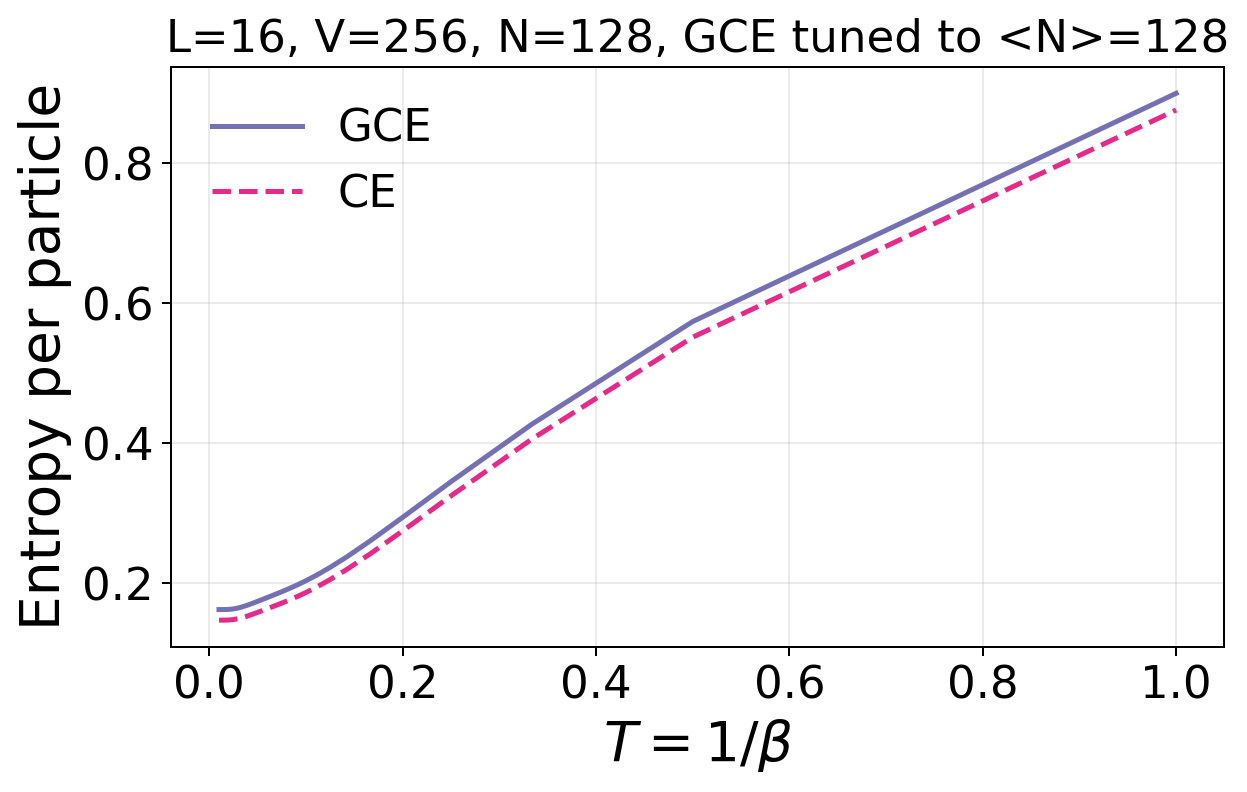 L=16, V=256, N=128, GCE tuned to <N>=128
GCE
CE
Entropy per particle
0.8
0.6
0.4
0.2
0.0 0.2 0.4 0.6 0.8 1.0
T = 1/β